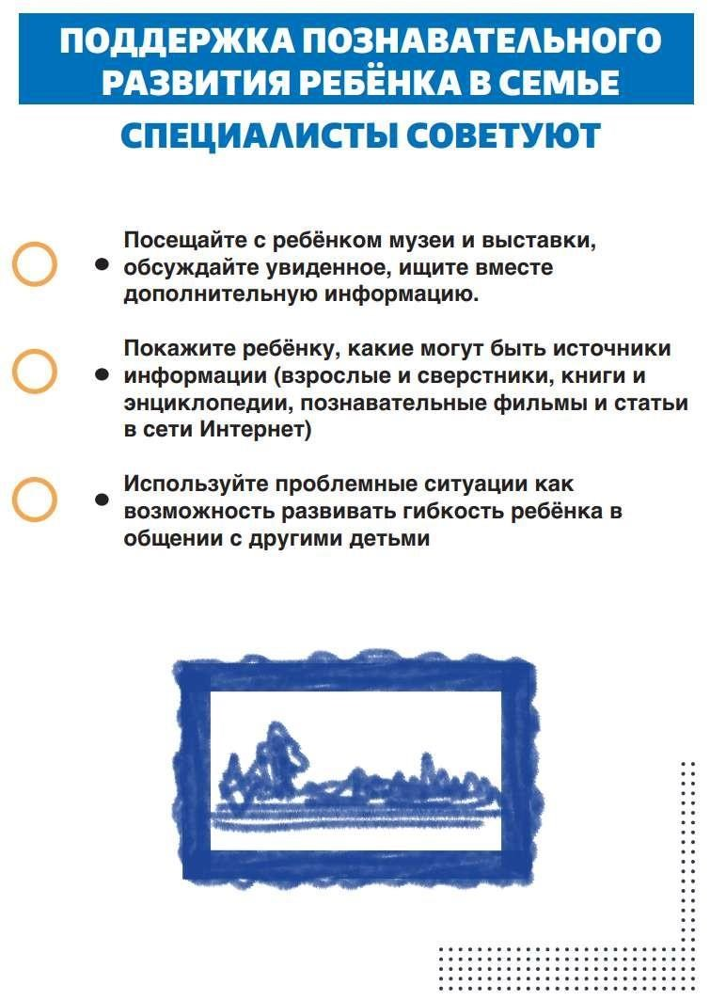 ПОДДЕРЖКА ПОЗНАВАТЕЛЬНОГО
РАЗВИТИЯ РЕБЁНКА В СЕМЬЕ
СПЕЦИАЛИСТЫ СОВЕТУЮТ
Посещайте с ребёнком музеи и выставки,
• обсуждайте увиденное, ищите вместе
дополнительную информацию.
Покажите ребёнку, какие могут быть источники
• информации (взрослые и сверстники, книги и
энциклопедии, познавательные фильмы и статьи
в сети Интернет)
Используйте проблемные ситуации как
• возможность развивать гибкость ребёнка в
общении с другими детьми